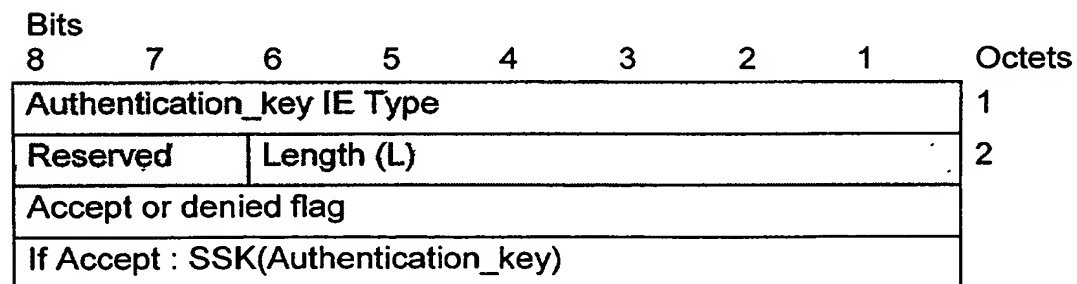 Bits
8 7 6 5 4 3 2 1 Octets
Authentication_key IE Type 1
Reserved Length (L) 2
Accept or denied flag
If Accept : SSK(Authentication_key)